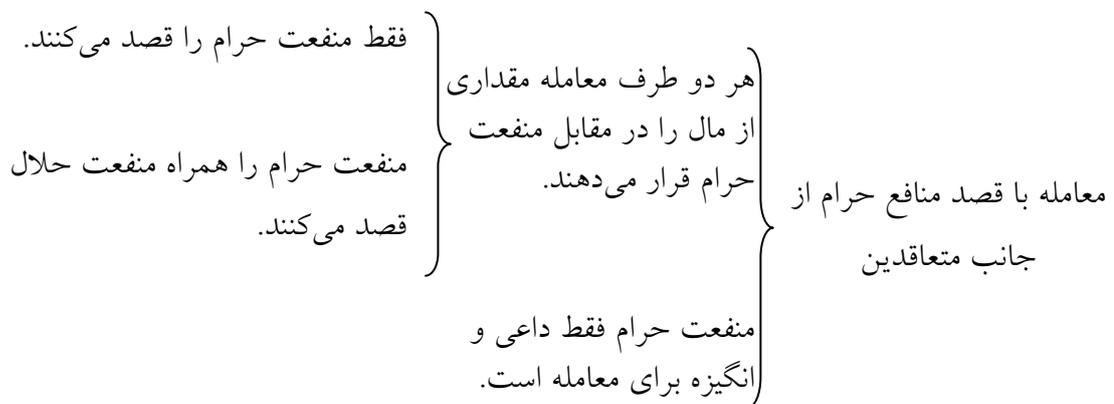 معامله با قصد منافع حرام از
جانب متعاقدین
هر دو طرف معامله مقداری
از مال را در مقابل منفعت
حرام قرار می‌دهند.
فقط منفعت حرام را قصد می‌کنند.
منفعت حرام را همراه منفعت حلال
قصد می‌کنند.
منفعت حرام فقط داعی و
انگیزه برای معامله است.